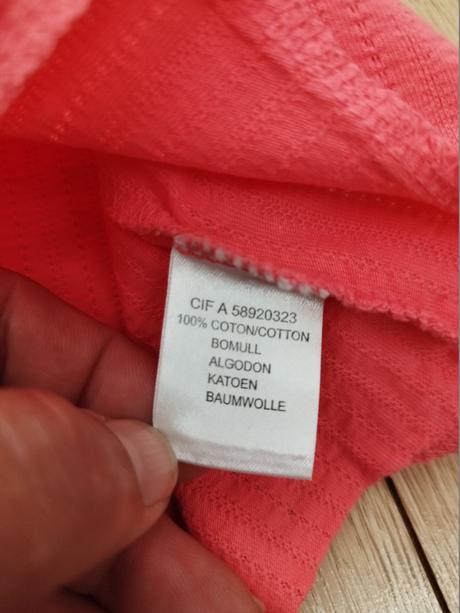 CIF A 58920323
100% COTON/COTTON
BOMULL
ALGODON
KATOEN
BAUMWOLLE